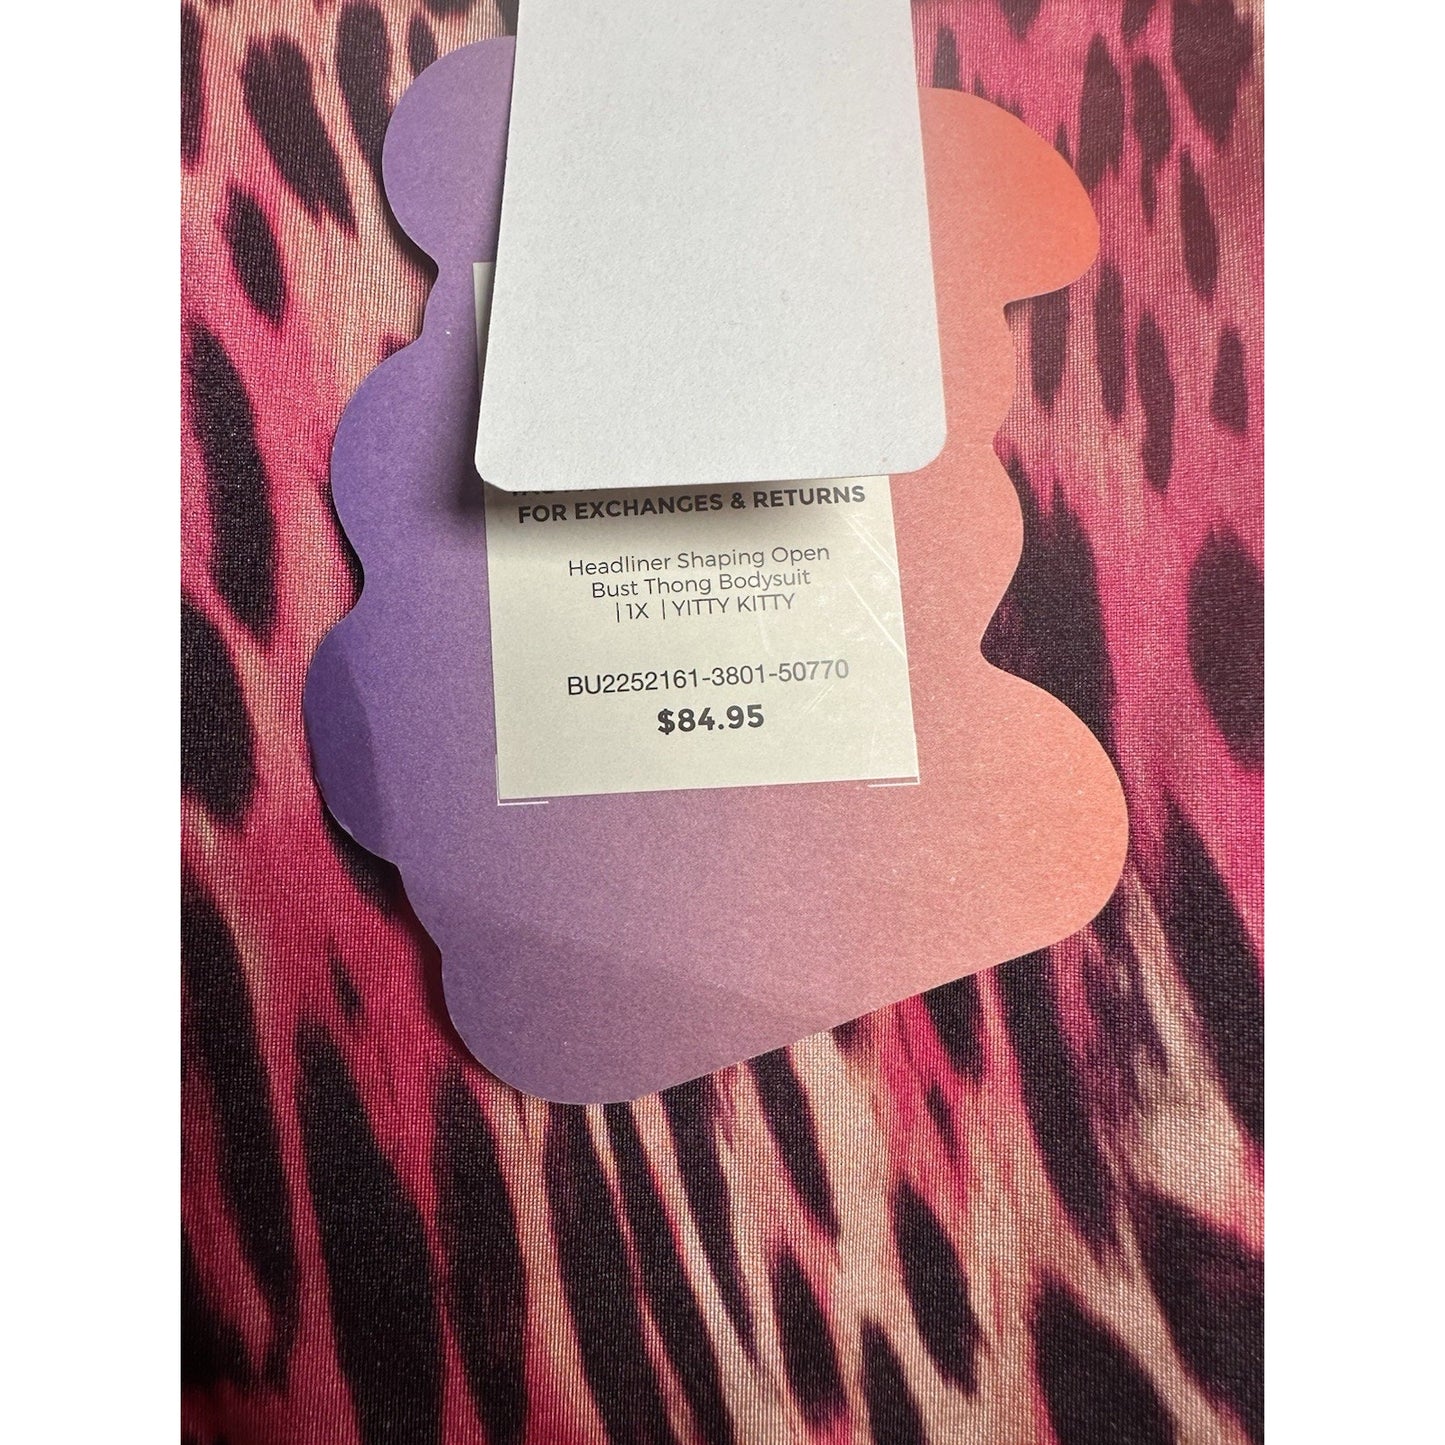 FOR EXCHANGES & RETURNS
Headliner Shaping Open
Bust Thong Bodysuit
| 1X | YITTY KITTY
BU2252161-3801-50770
$84.95